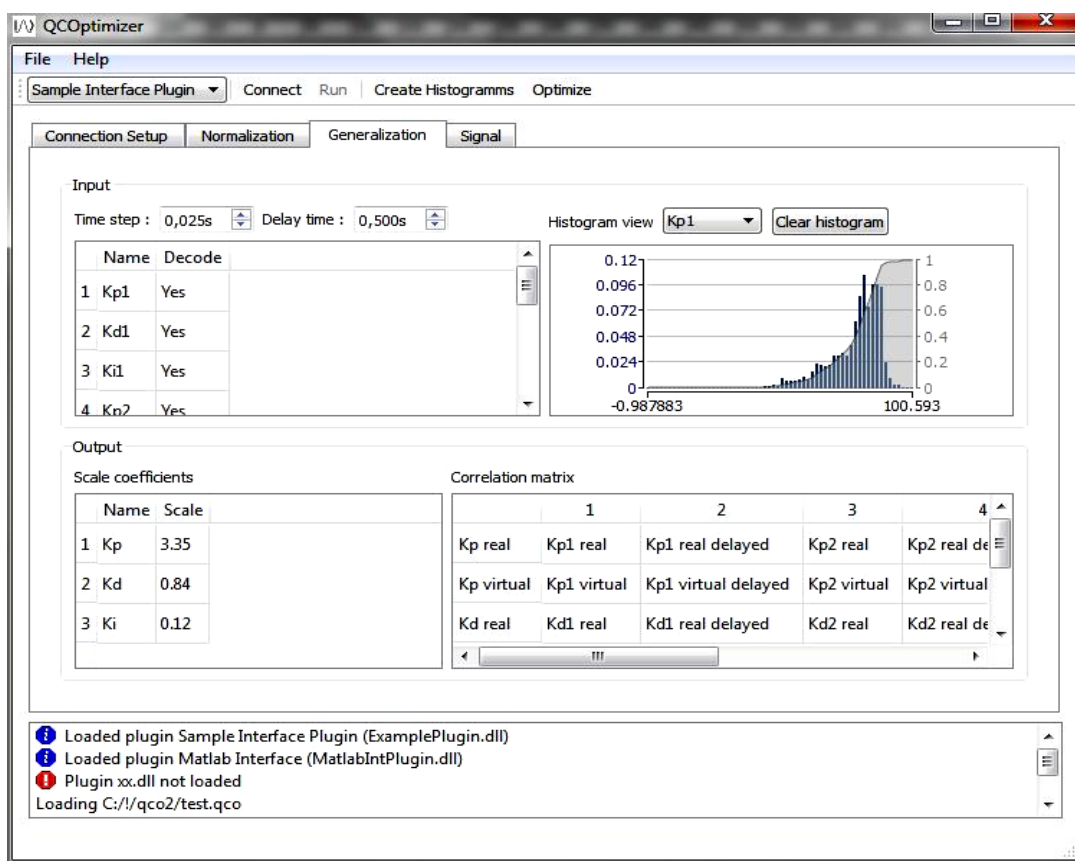 QCOptimizer
File Help
Sample Interface Plugin Connect Run Create Histogramms Optimize
Connection Setup Normalization Generalization Signal
Input
Time step : 0,025s Delay time : 0,500s Histogram view Kp1 Clear histogram
Name Decode
1 Kp1 Yes
2 Kd1 Yes
3 Ki1 Yes
4 Kp2 Yes
0.12 1
0.096 0.8
0.072 0.6
0.048 0.4
0.024 0.2
0 0
-0.987883 100.593
Output
Scale coefficients
Name Scale
1 Kp 3.35
2 Kd 0.84
3 Ki 0.12
Correlation matrix
1 2 3 4
Kp real Kp1 real Kp1 real delayed Kp2 real Kp2 real de
Kp virtual Kp1 virtual Kp1 virtual delayed Kp2 virtual Kp2 virtual
Kd real Kd1 real Kd1 real delayed Kd2 real Kd2 real de
Loaded plugin Sample Interface Plugin (ExamplePlugin.dll)
Loaded plugin Matlab Interface (MatlabIntPlugin.dll)
Plugin xx.dll not loaded
Loading C:/!/qco2/test.qco